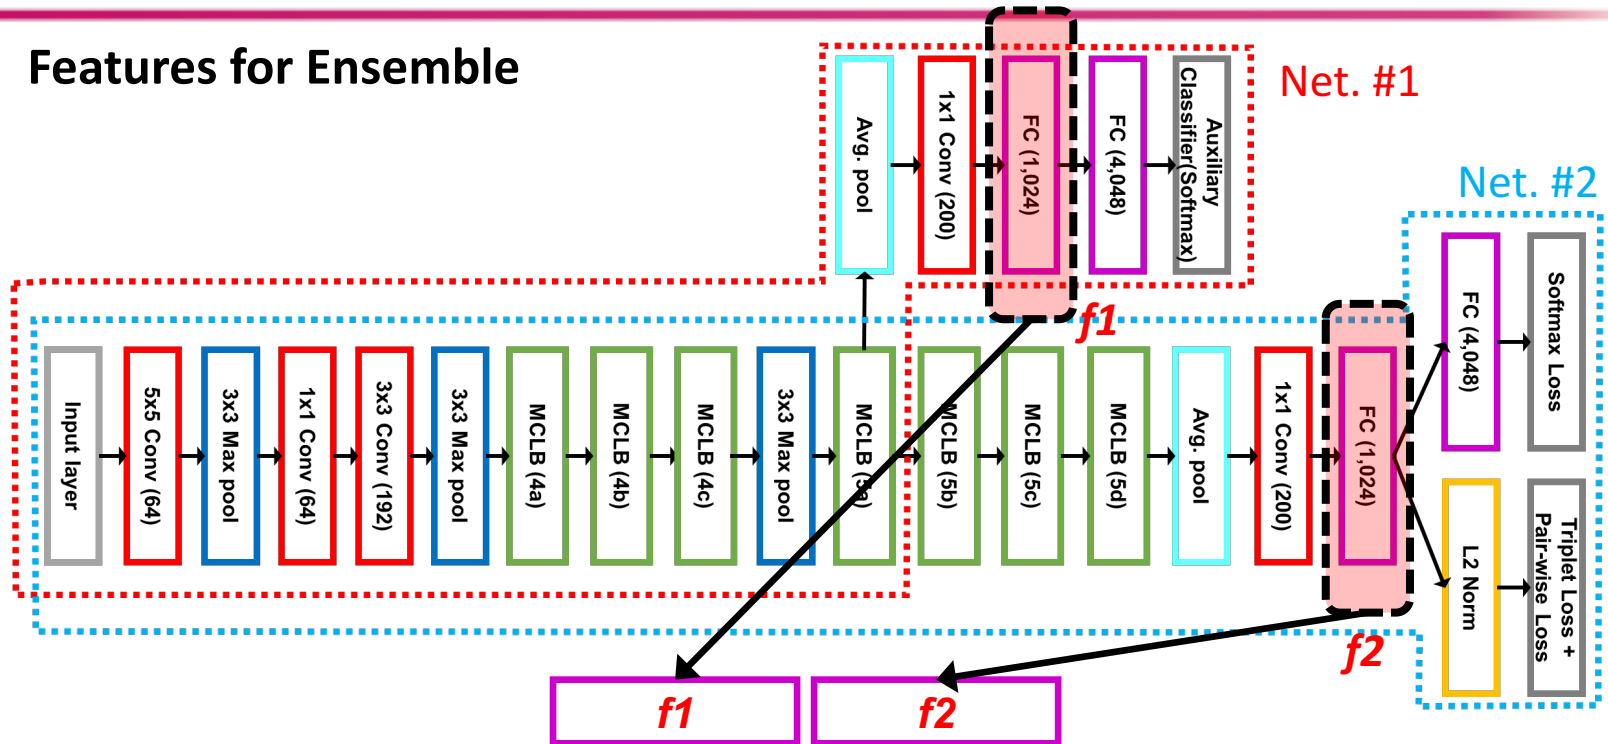 Features for Ensemble
Net. #1
Avg. pool
1x1 Conv (200)
FC (1,024)
FC (4,048)
Auxiliary
Classifier(Softmax)
f1
Net. #2
Input layer
5x5 Conv (64)
3x3 Max pool
1x1 Conv (64)
3x3 Conv (192)
3x3 Max pool
MCLB (4a)
MCLB (4b)
MCLB (4c)
3x3 Max pool
MCLB (5a)
MCLB (5b)
MCLB (5c)
MCLB (5d)
Avg. pool
1x1 Conv (200)
FC (1,024)
FC (4,048)
Softmax Loss
L2 Norm
Triplet Loss +
Pair-wise Loss
f2
f1
f2